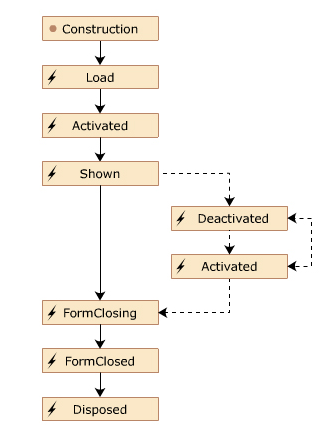 Construction
Load
Activated
Shown
Deactivated
Activated
FormClosing
FormClosed
Disposed